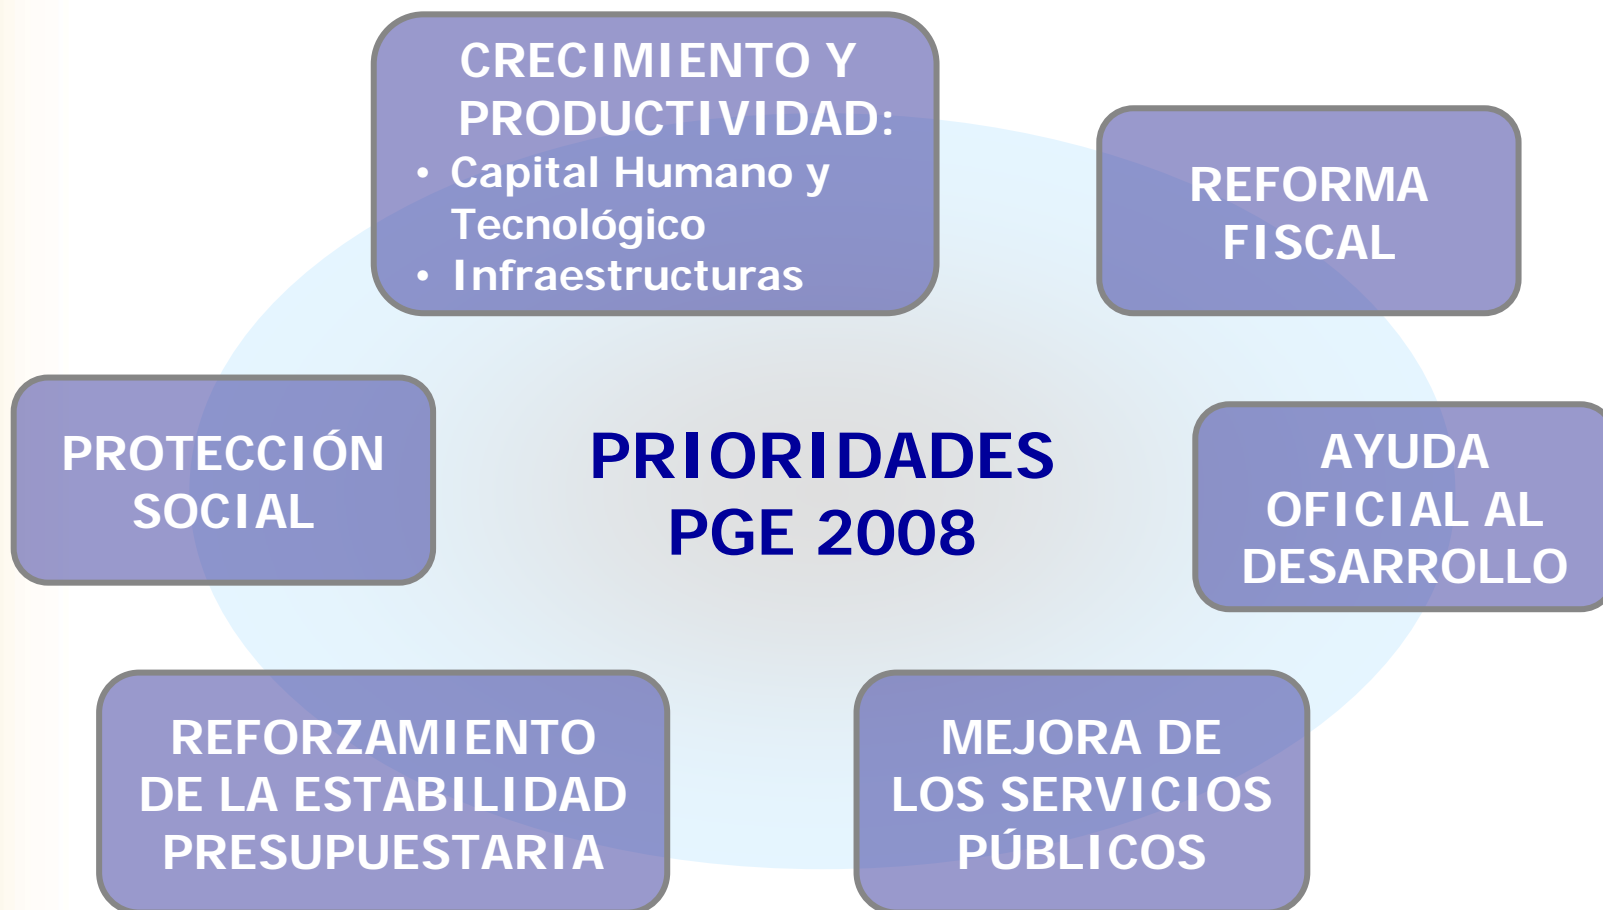 CRECIMIENTO Y
PRODUCTIVIDAD:
• Capital Humano y
Tecnológico
• Infraestructuras
REFORMA
FISCAL
PROTECCIÓN
SOCIAL
PRIORIDADES
PGE 2008
AYUDA
OFICIAL AL
DESARROLLO
REFORZAMIENTO
DE LA ESTABILIDAD
PRESUPUESTARIA
MEJORA DE
LOS SERVICIOS
PÚBLICOS